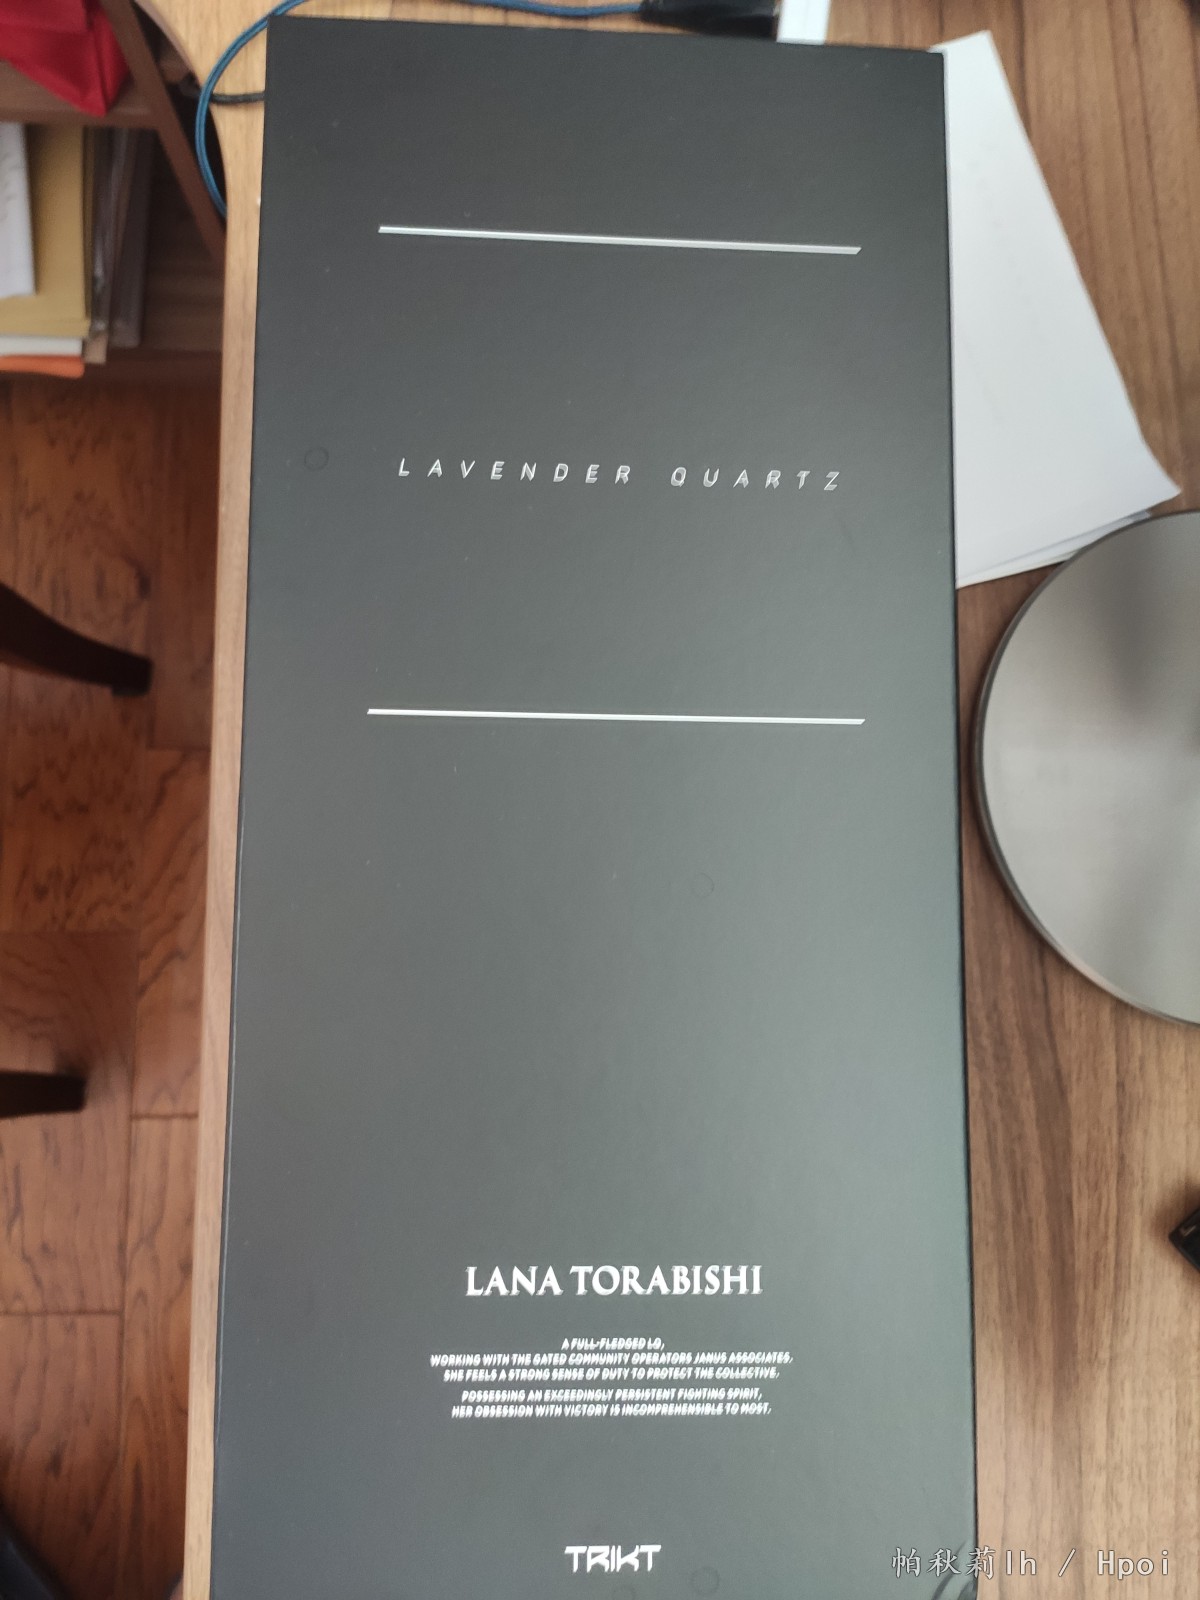 LAVENDER QUARTZ
LANA TORABISHI
A FULL-FLEDGED LQ,
WORKING WITH THE GATED COMMUNITY OPERATORS JANUS ASSOCIATES.
SHE FEELS A STRONG SENSE OF DUTY TO PROTECT THE COLLECTIVE.
POSSESSING AN EXCEEDINGLY PERSISTENT FIGHTING SPIRIT,
HER OBSESSION WITH VICTORY IS INCOMPREHENSIBLE TO MOST.
TRIKT
帕秋莉lh / Hpoi